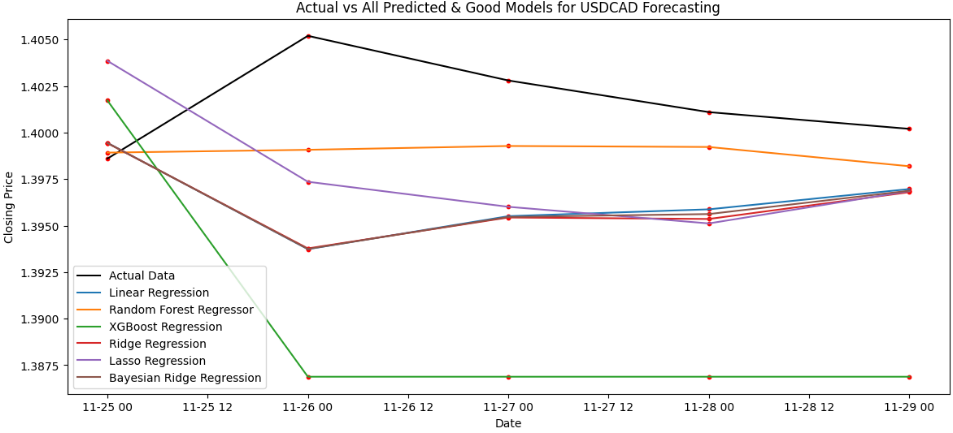 Actual vs All Predicted & Good Models for USDCAD Forecasting
1.4050
1.4025
1.4000
1.3975
1.3950
1.3925
1.3900
1.3875
Closing Price
Actual Data
Linear Regression
Random Forest Regressor
XGBoost Regression
Ridge Regression
Lasso Regression
Bayesian Ridge Regression
11-25 00 11-25 12 11-26 00 11-26 12 11-27 00 11-27 12 11-28 00 11-28 12 11-29 00
Date